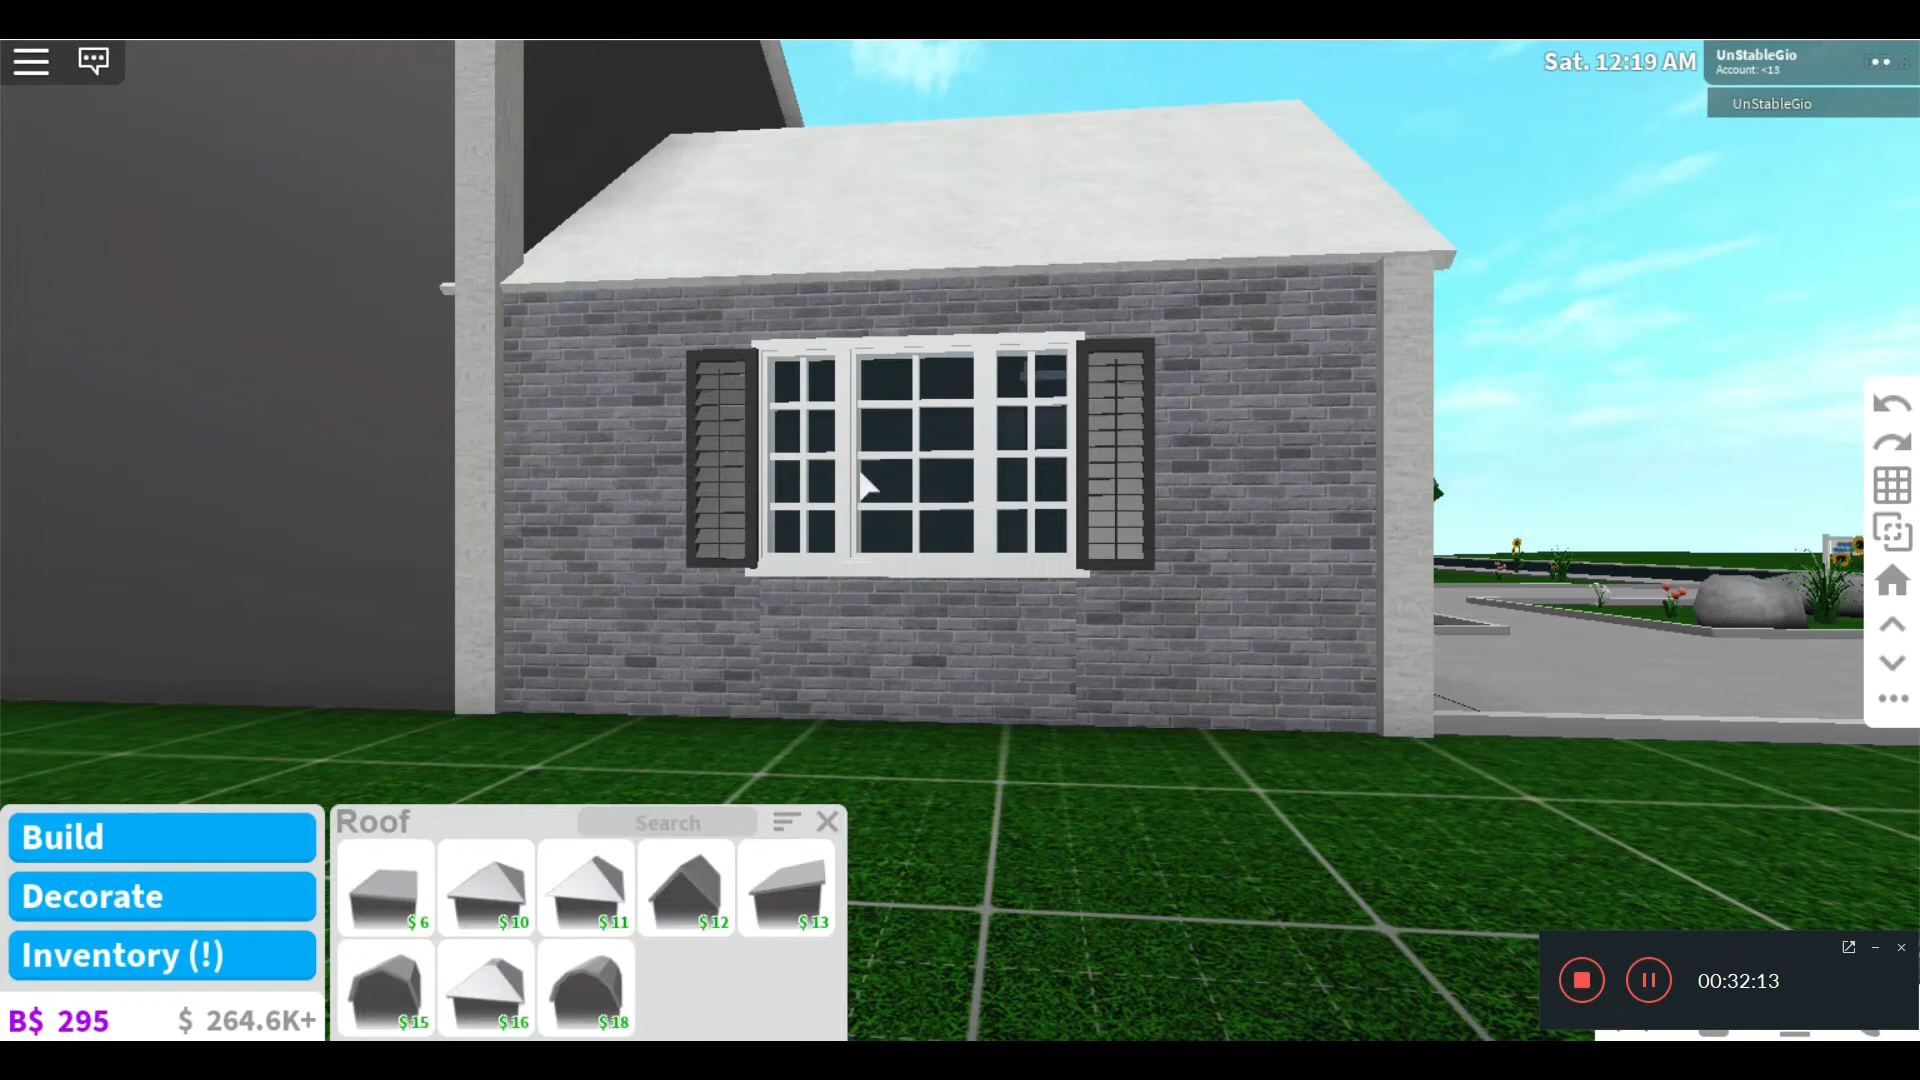 Sat. 12:19 AM
UnStableGio
Account: <13
UnStableGio
Build
Decorate
Inventory (!)
B$ 295
$ 264.6K+
Roof
Search
$ 6
$ 10
$ 11
$ 12
$ 13
$ 15
$ 16
$ 18
00:32:13